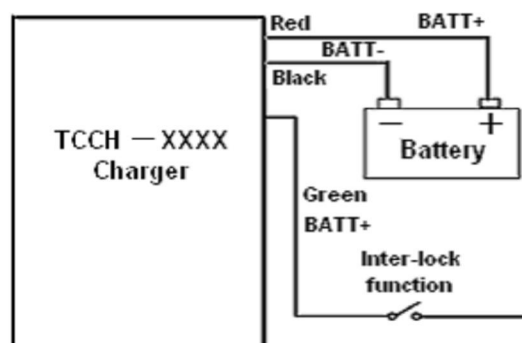 Red
BATT+
BATT-
Black
TCCH － XXXX
Charger
－ +
Battery
Green
BATT+
Inter-lock
function